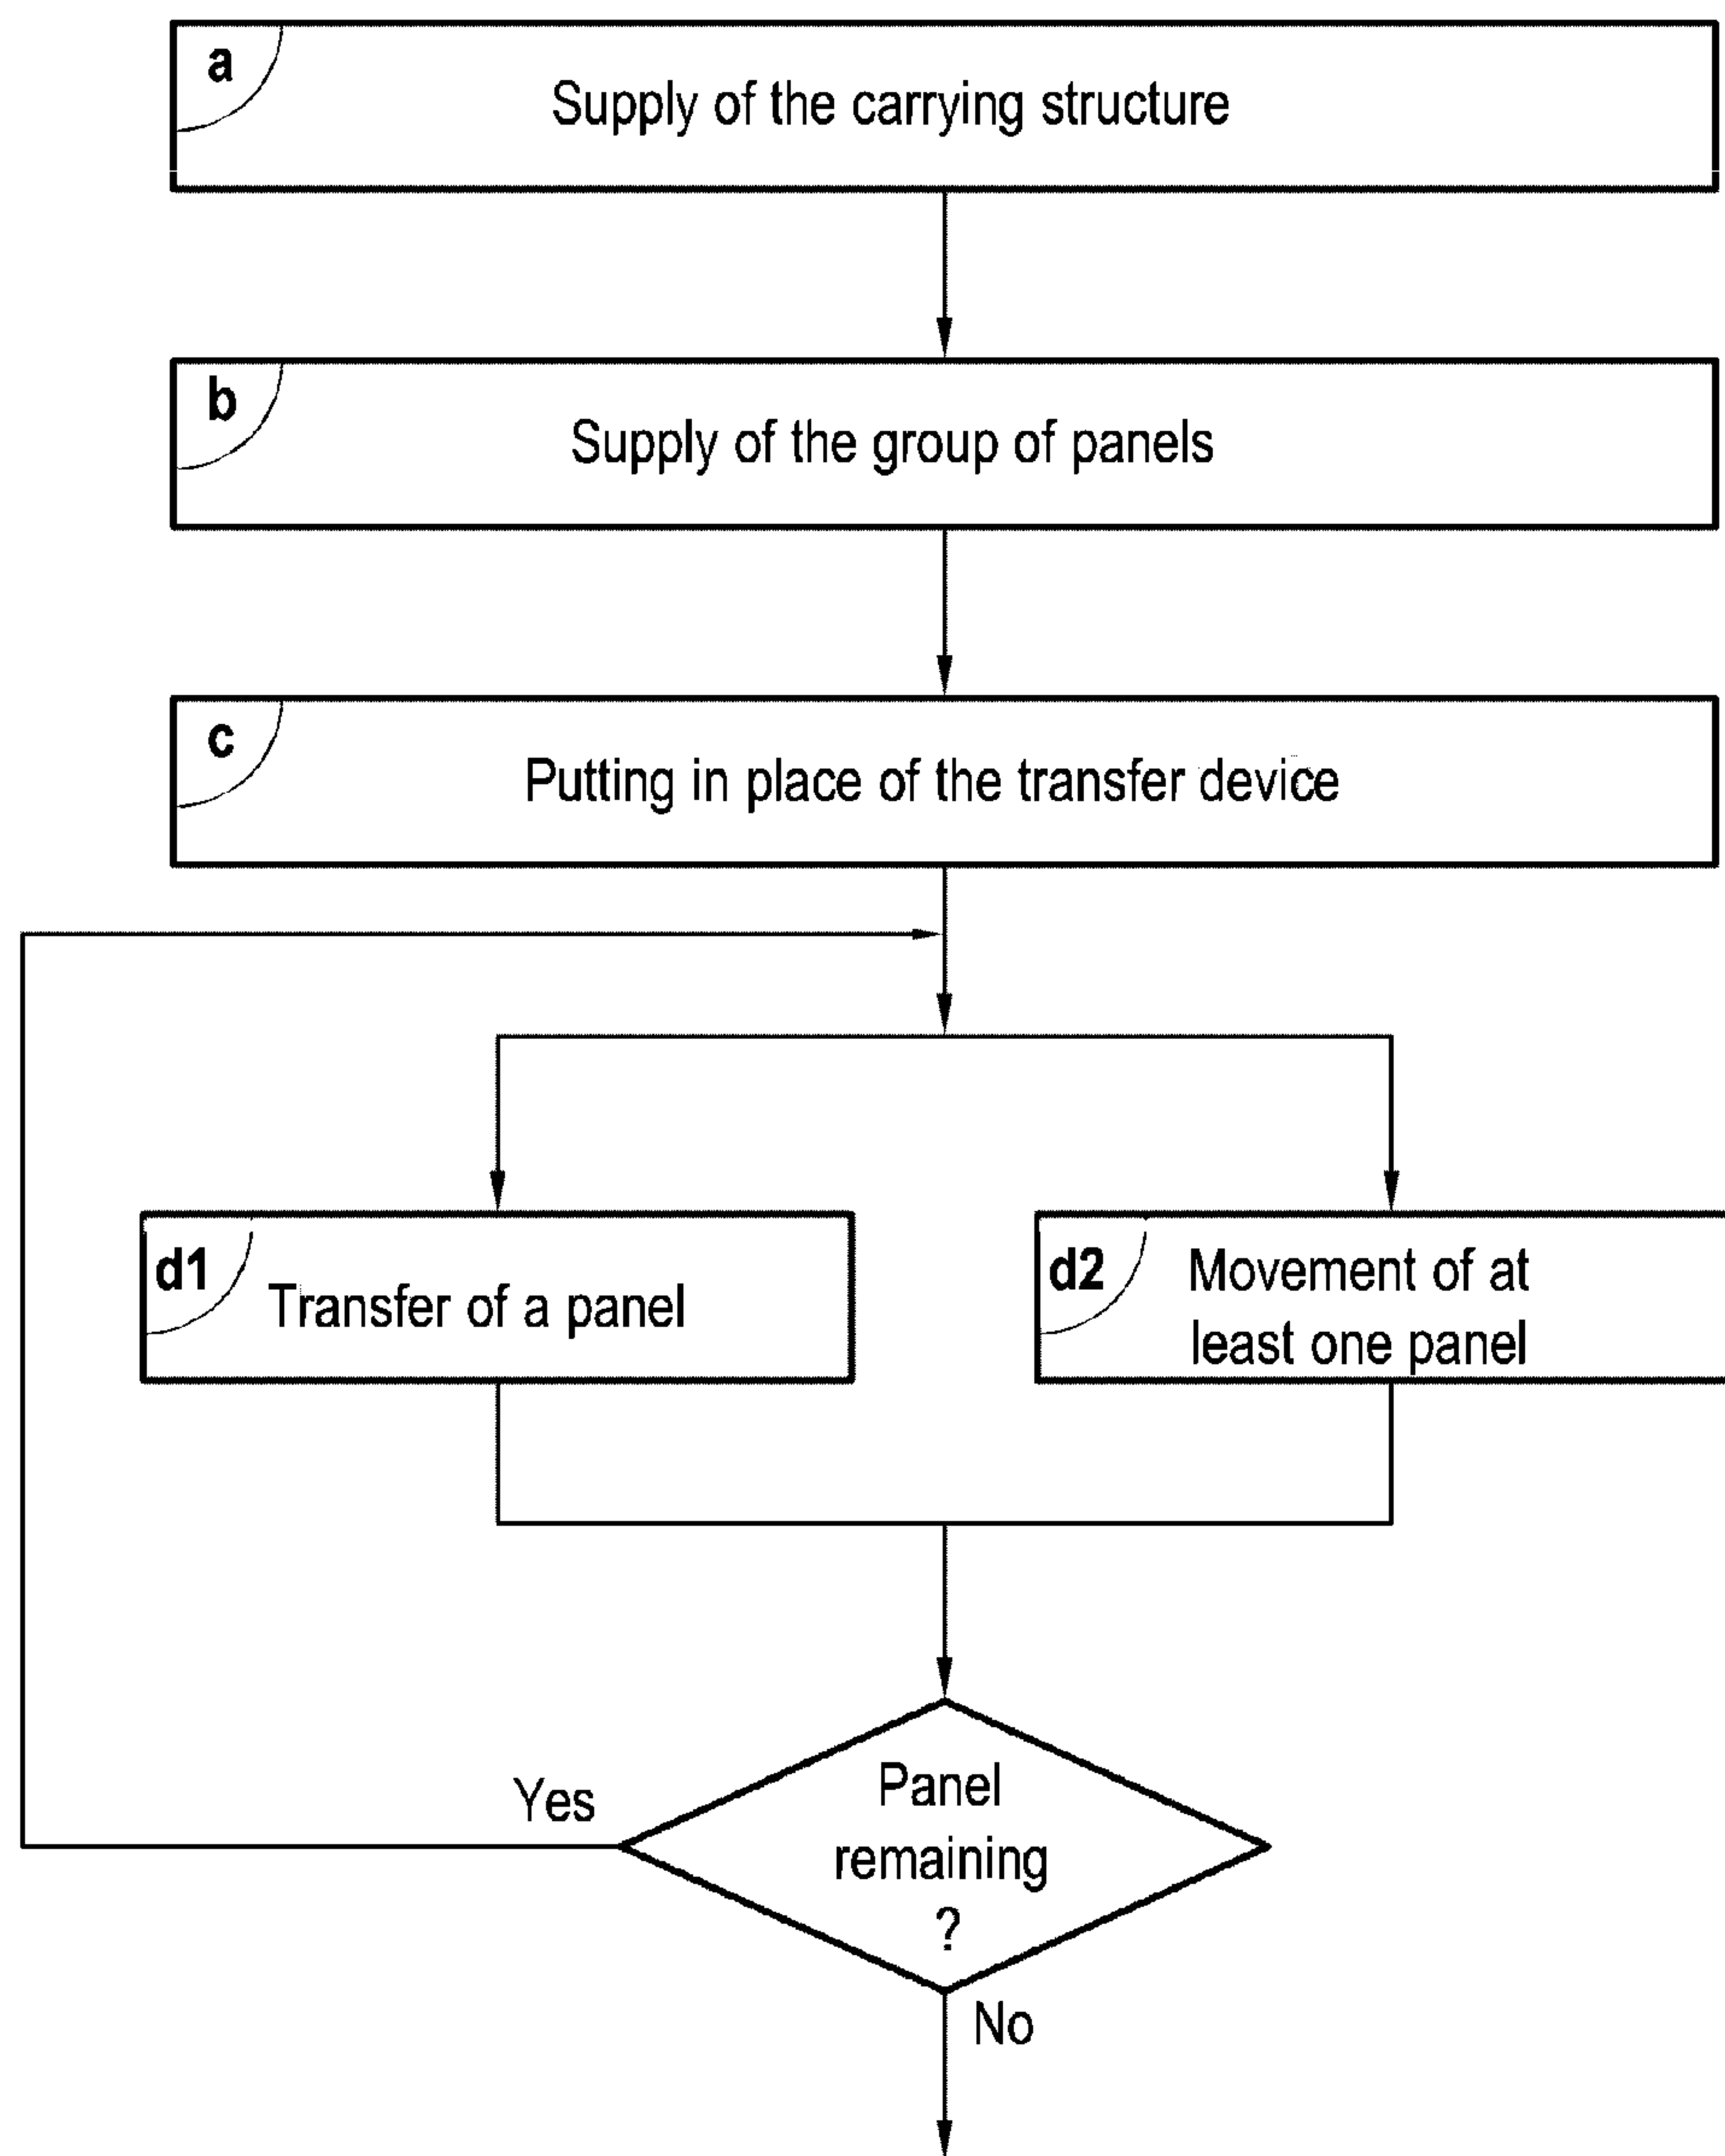 a
Supply of the carrying structure
b
Supply of the group of panels
c
Putting in place of the transfer device
d1
Transfer of a panel
d2
Movement of at
least one panel
Panel
remaining
?
Yes
No